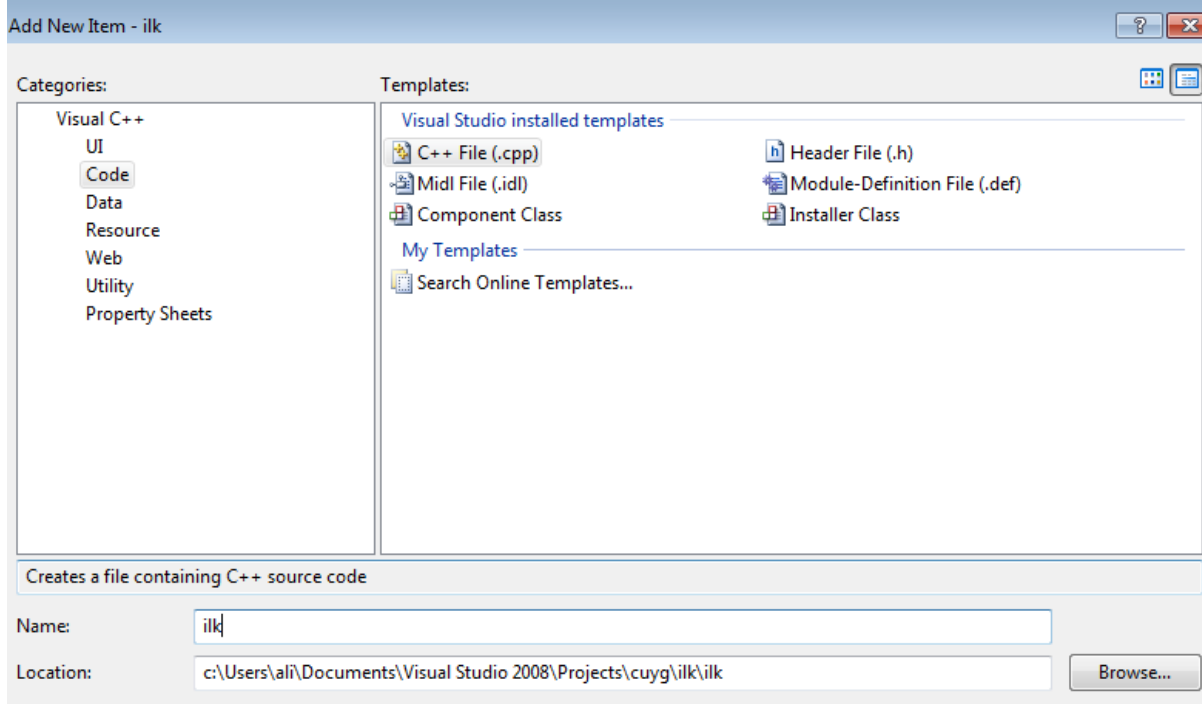 Add New Item - ilk
Categories:
Templates:
Visual C++
UI
Code
Data
Resource
Web
Utility
Property Sheets
Visual Studio installed templates
C++ File (.cpp)
Header File (.h)
Midl File (.idl)
Module-Definition File (.def)
Component Class
Installer Class
My Templates
Search Online Templates...
Creates a file containing C++ source code
Name:
ilk
Location:
c:\Users\ali\Documents\Visual Studio 2008\Projects\cuyg\ilk\ilk
Browse...